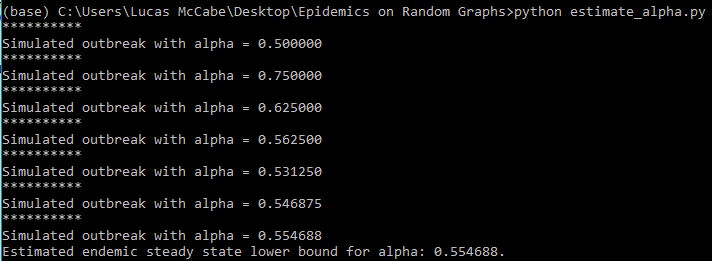 (base) C:\Users\Lucas McCabe\Desktop\Epidemics on Random Graphs>python estimate_alpha.py
**********
Simulated outbreak with alpha = 0.500000
**********
Simulated outbreak with alpha = 0.750000
**********
Simulated outbreak with alpha = 0.625000
**********
Simulated outbreak with alpha = 0.562500
**********
Simulated outbreak with alpha = 0.531250
**********
Simulated outbreak with alpha = 0.546875
**********
Simulated outbreak with alpha = 0.554688
Estimated endemic steady state lower bound for alpha: 0.554688.